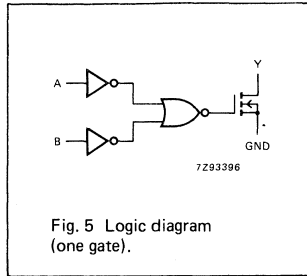 A
B
Y
GND
7Z93396
Fig. 5 Logic diagram
(one gate).